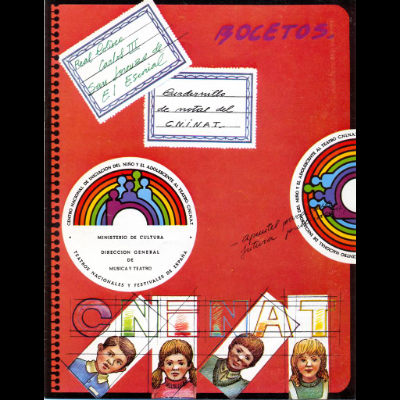 BOCETOS.
Real Coliseo
Carlos III
San Lorenzo de
El Escorial
Cuadernillo
de notas del
C.N.I.N.A.T.
CENTRO NACIONAL DE INICIACION DEL NIÑO Y EL ADOLESCENTE AL TEATRO CNINAT
MINISTERIO DE CULTURA
DIRECCION GENERAL
DE
MUSICA Y TEATRO
TEATROS NACIONALES Y FESTIVALES DE ESPAÑA
- apuntes
futura
CNINAT